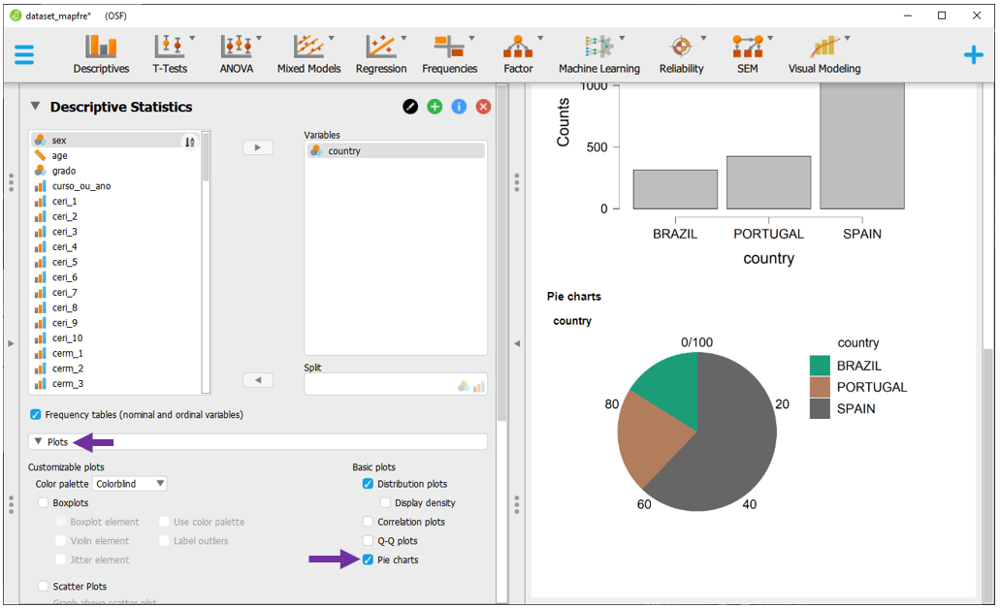 dataset_mapfre* (OSF)
Descriptives T-Tests ANOVA Mixed Models Regression Frequencies Factor Machine Learning Reliability SEM Visual Modeling
Descriptive Statistics
sex
age
grado
curso_ou_ano
ceri_1
ceri_2
ceri_3
ceri_4
ceri_5
ceri_6
ceri_7
ceri_8
ceri_9
ceri_10
cerm_1
cerm_2
cerm_3
Variables
country
Split
Frequency tables (nominal and ordinal variables)
Plots
Customizable plots
Color palette Colorblind
Boxplots
Boxplot element Use color palette
Violin element Label outliers
Jitter element
Scatter Plots
Graph above scatter plot
Basic plots
Distribution plots
Display density
Correlation plots
Q-Q plots
Pie charts
Counts
1000
500
0
BRAZIL PORTUGAL SPAIN
country
Pie charts
country
0/100
20
40
60
80
country
BRAZIL
PORTUGAL
SPAIN